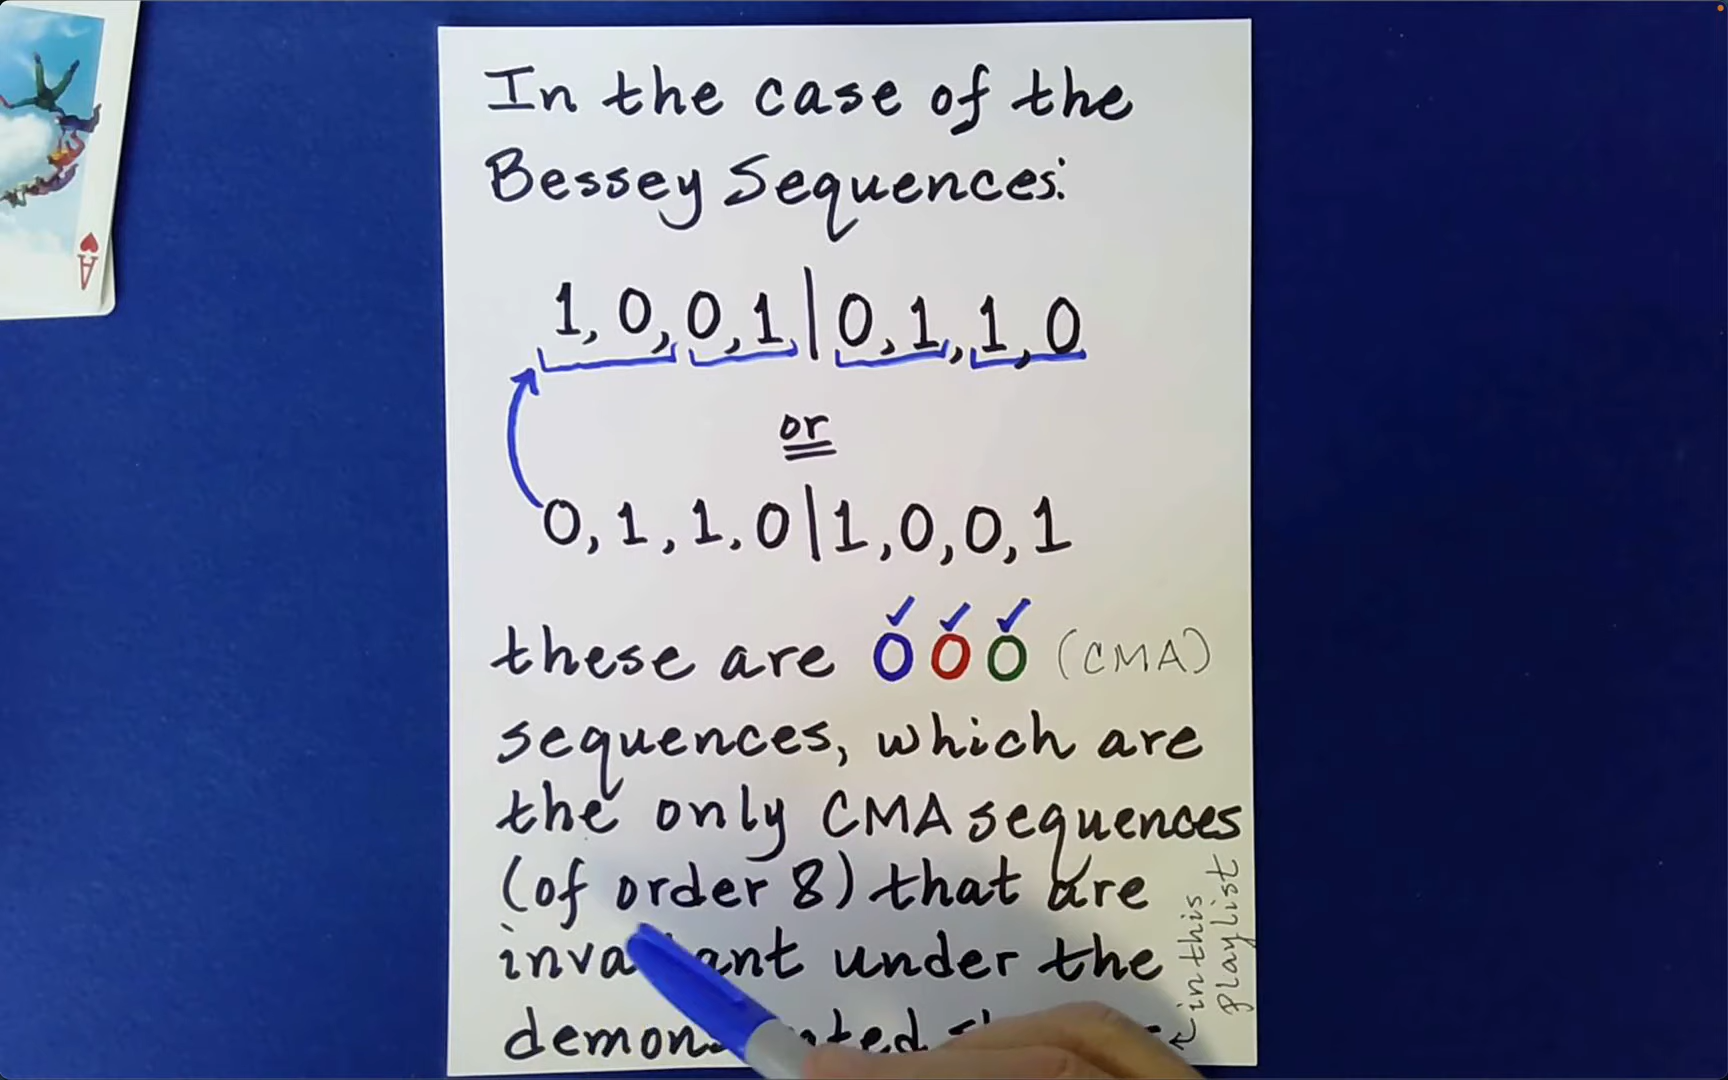 In the case of the
Bessey Sequences:
1, 0, 0, 1 | 0, 1, 1, 0
or
0, 1, 1, 0 | 1, 0, 0, 1
these are O O O (CMA)
sequences, which are
the only CMA sequences
(of order 8) that are
under the
← in this
playlist
A